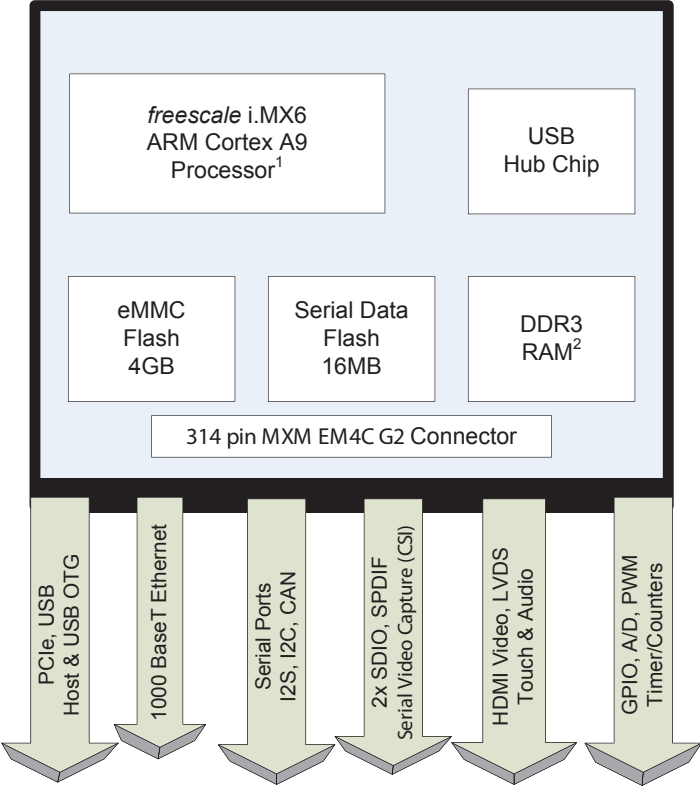 freescale i.MX6
ARM Cortex A9
Processor1
USB
Hub Chip
eMMC
Flash
4GB
Serial Data
Flash
16MB
DDR3
RAM2
314 pin MXM EM4C G2 Connector
PCIe, USB
Host & USB OTG
1000 BaseT Ethernet
Serial Ports
I2S, I2C, CAN
2x SDIO, SPDIF
Serial Video Capture (CSI)
HDMI Video, LVDS
Touch & Audio
GPIO, A/D, PWM
Timer/Counters